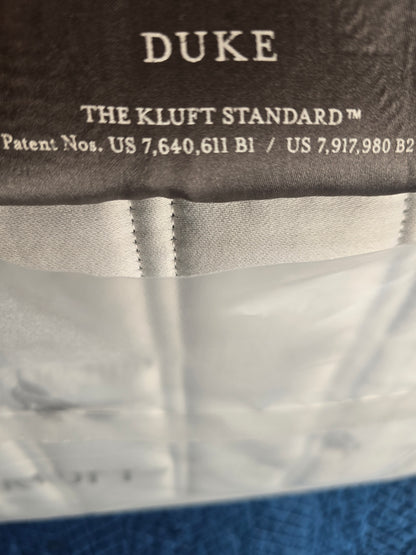 DUKE
THE KLUFT STANDARD™
Patent Nos. US 7,640,611 B1 / US 7,917,980 B2